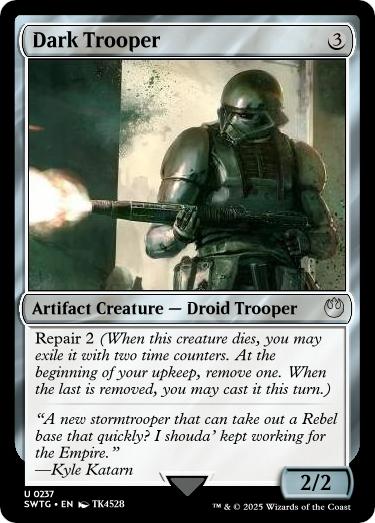 Dark Trooper 3
Artifact Creature — Droid Trooper
Repair 2 (When this creature dies, you may
exile it with two time counters. At the
beginning of your upkeep, remove one. When
the last is removed, you may cast it this turn.)
“A new stormtrooper that can take out a Rebel
base that quickly? I shouda’ kept working for
the Empire.”
—Kyle Katarn
2/2
U 0237
SWTG • EN TK4528
™ & © 2025 Wizards of the Coast